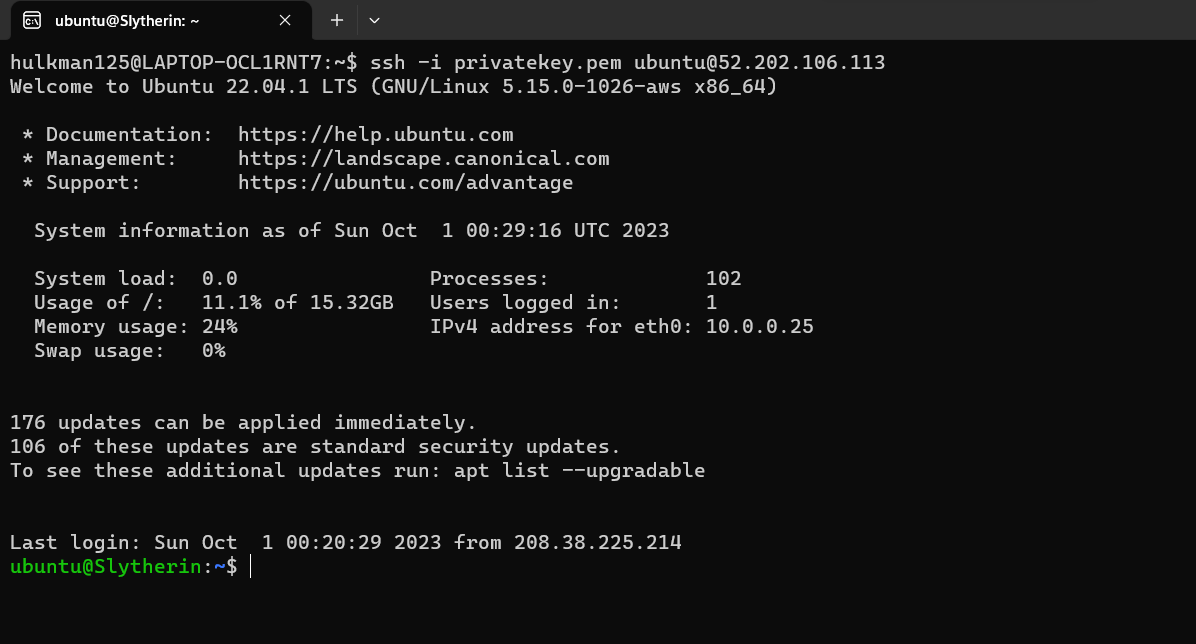 ubuntu@Slytherin: ~
hulkman125@LAPTOP-OCL1RNT7:~$ ssh -i privatekey.pem ubuntu@52.202.106.113
Welcome to Ubuntu 22.04.1 LTS (GNU/Linux 5.15.0-1026-aws x86_64)
* Documentation:  https://help.ubuntu.com
* Management:     https://landscape.canonical.com
* Support:        https://ubuntu.com/advantage
System information as of Sun Oct  1 00:29:16 UTC 2023
System load:  0.0                Processes:             102
Usage of /:   11.1% of 15.32GB   Users logged in:       1
Memory usage: 24%                IPv4 address for eth0: 10.0.0.25
Swap usage:   0%
176 updates can be applied immediately.
106 of these updates are standard security updates.
To see these additional updates run: apt list --upgradable
Last login: Sun Oct  1 00:20:29 2023 from 208.38.225.214
ubuntu@Slytherin:~$